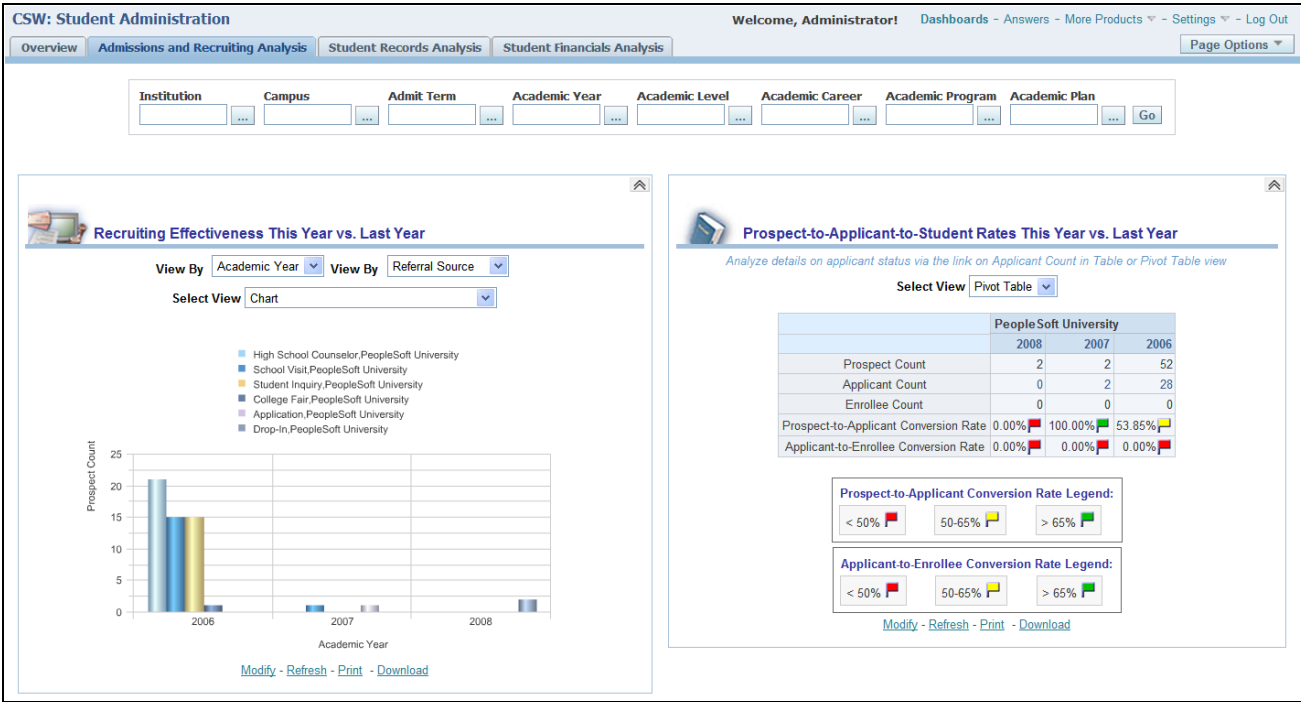 CSW: Student Administration
Welcome, Administrator! Dashboards - Answers - More Products - Settings - Log Out
Overview Admissions and Recruiting Analysis Student Records Analysis Student Financials Analysis
Page Options
Institution Campus Admit Term Academic Year Academic Level Academic Career Academic Program Academic Plan
... ... ... ... ... ... ... ... Go
Recruiting Effectiveness This Year vs. Last Year
View By Academic Year View By Referral Source
Select View Chart
High School Counselor,PeopleSoft University
School Visit,PeopleSoft University
Student Inquiry,PeopleSoft University
College Fair,PeopleSoft University
Application,PeopleSoft University
Drop-In,PeopleSoft University
Prospect Count
25
20
15
10
5
0
2006 2007 2008
Academic Year
Modify - Refresh - Print - Download
Prospect-to-Applicant-to-Student Rates This Year vs. Last Year
Analyze details on applicant status via the link on Applicant Count in Table or Pivot Table view
Select View Pivot Table
PeopleSoft University
2008 2007 2006
Prospect Count 2 2 52
Applicant Count 0 2 28
Enrollee Count 0 0 0
Prospect-to-Applicant Conversion Rate 0.00% 100.00% 53.85%
Applicant-to-Enrollee Conversion Rate 0.00% 0.00% 0.00%
Prospect-to-Applicant Conversion Rate Legend:
< 50% 50-65% > 65%
Applicant-to-Enrollee Conversion Rate Legend:
< 50% 50-65% > 65%
Modify - Refresh - Print - Download